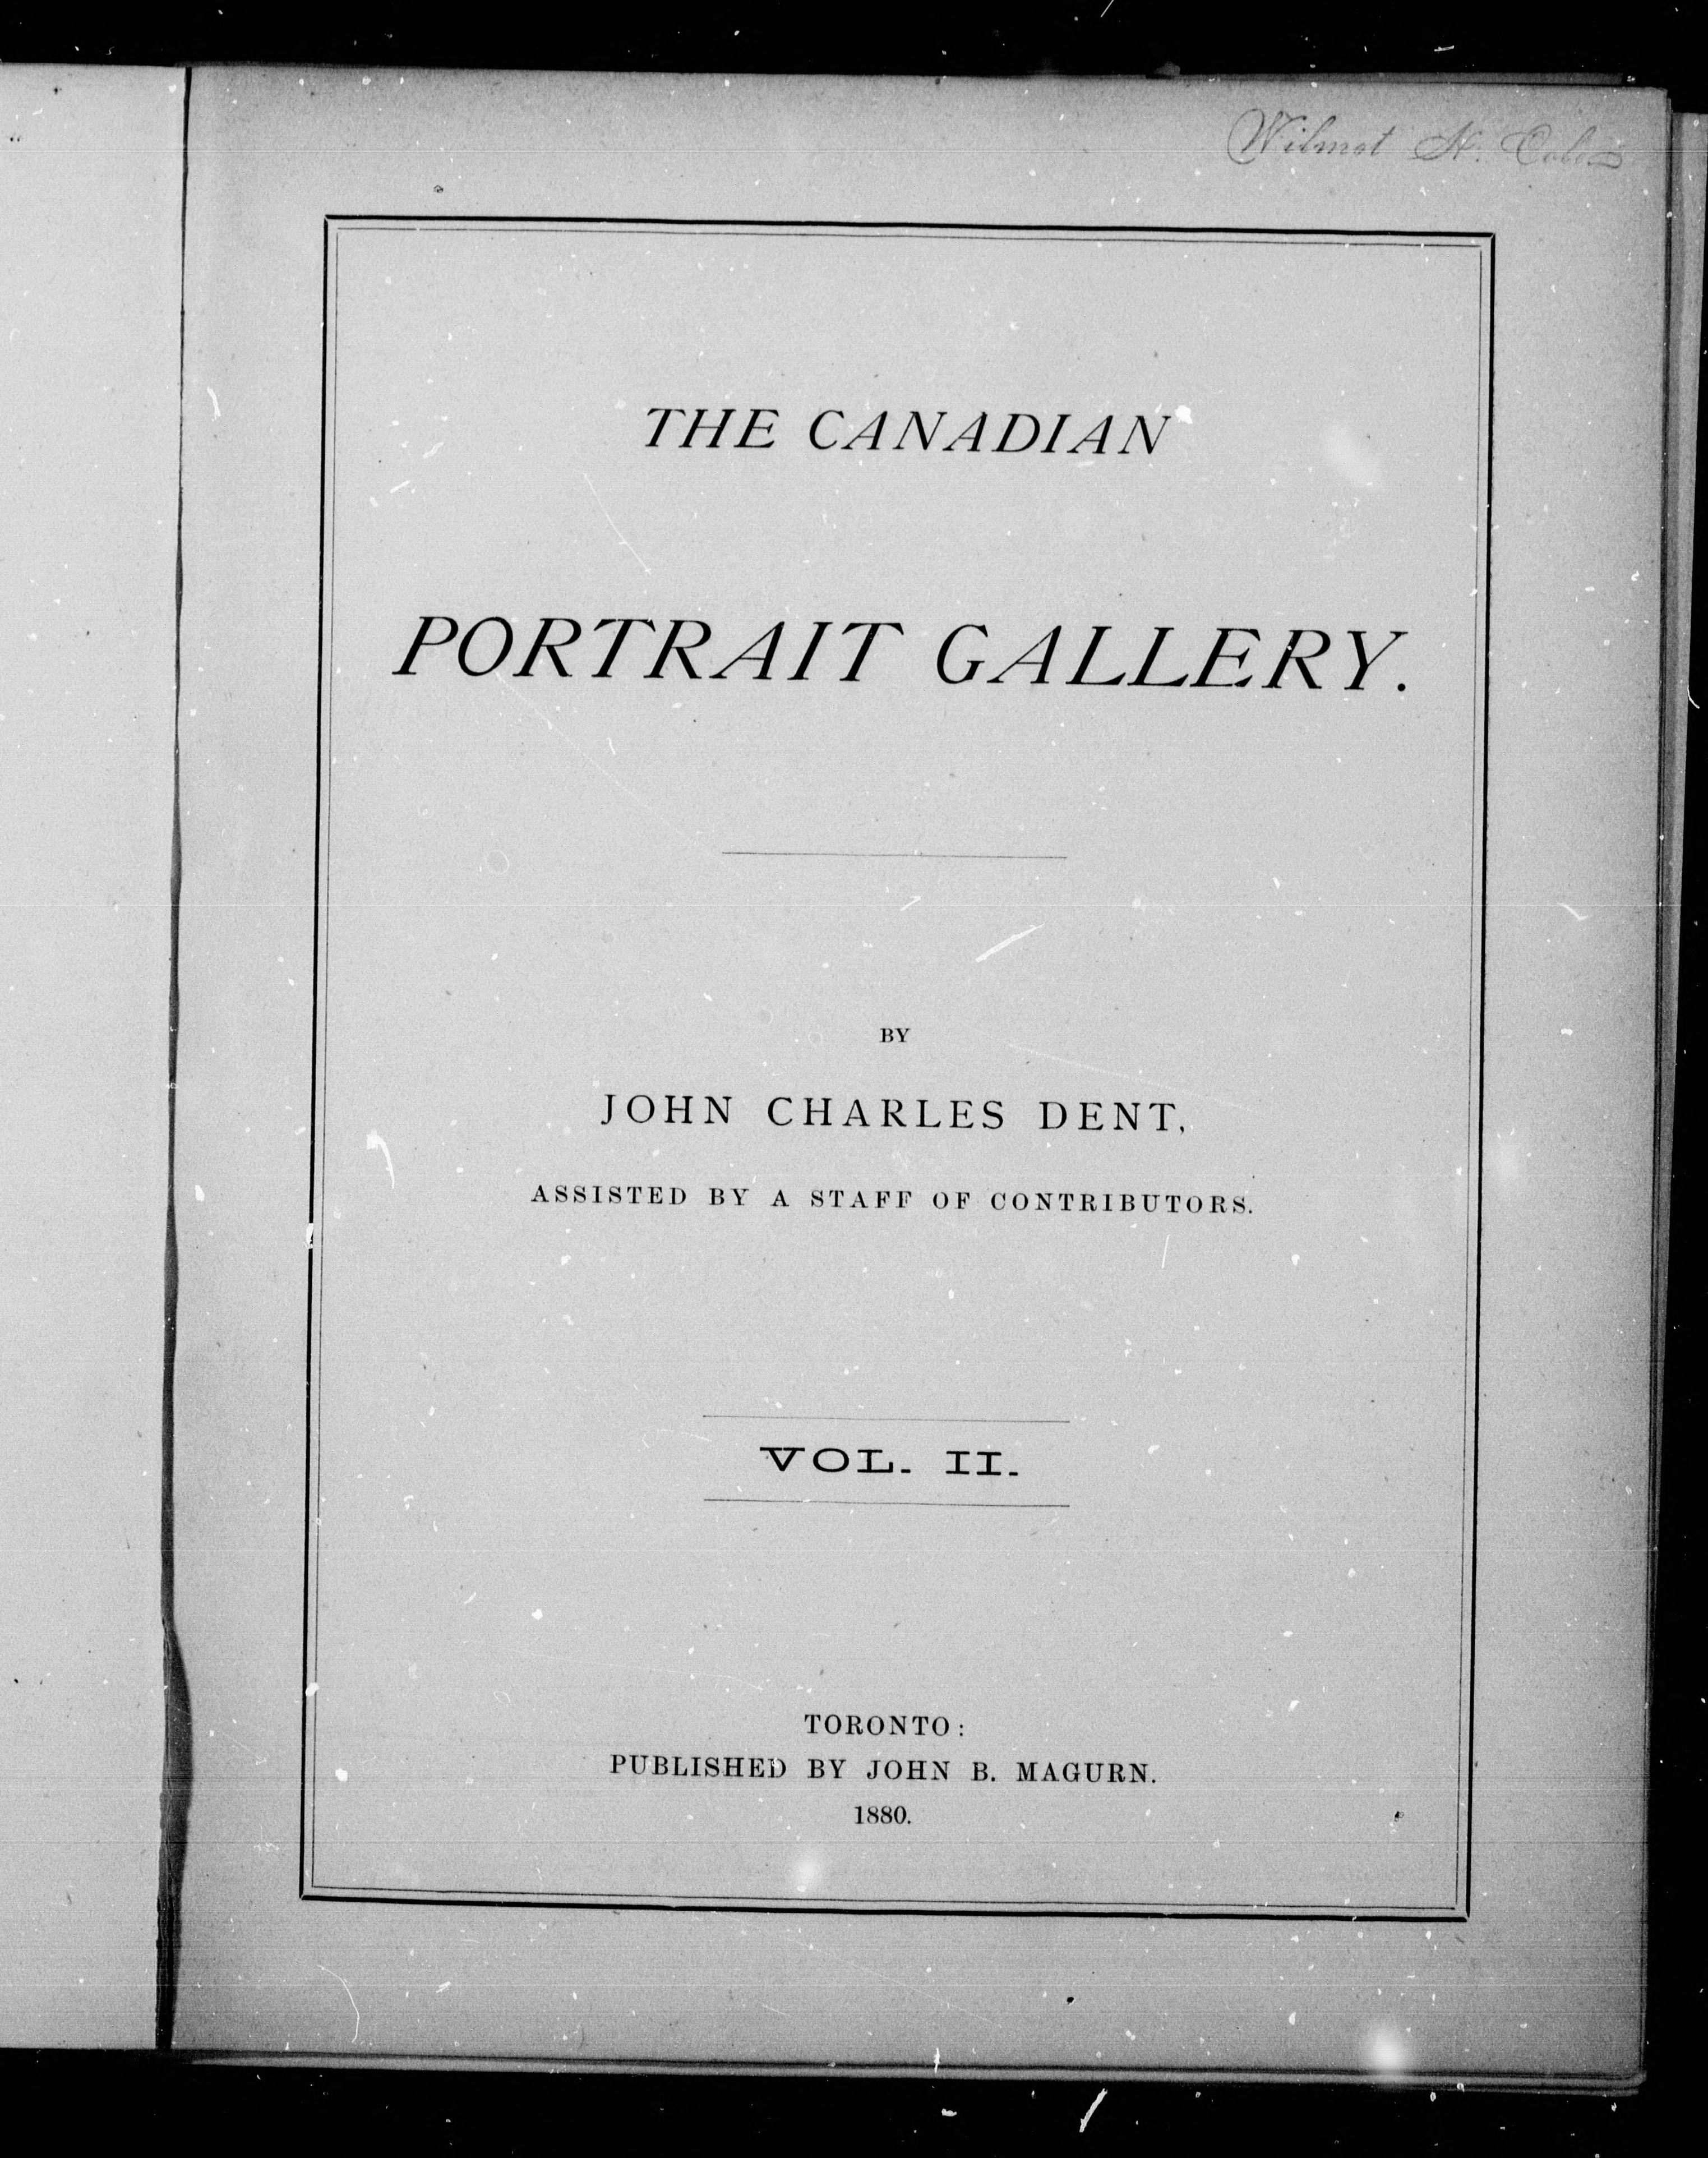 Wilmot H.
THE CANADIAN
PORTRAIT GALLERY.
BY
JOHN CHARLES DENT,
ASSISTED BY A STAFF OF CONTRIBUTORS.
VOL. II.
TORONTO:
PUBLISHED BY JOHN B. MAGURN.
1880.